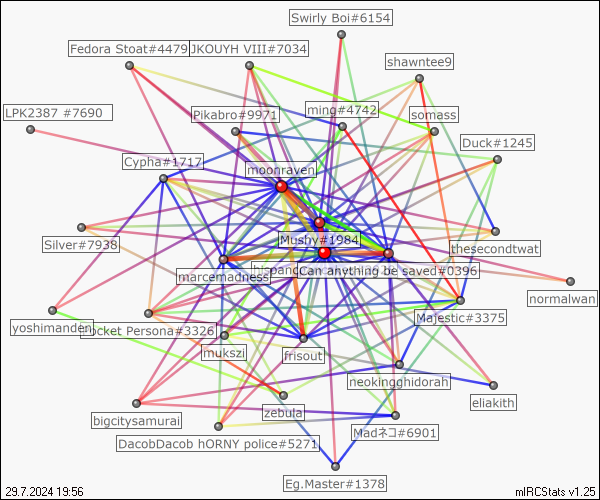 Swirly Boi#6154
Fedora Stoat#4479
JKOUYH VIII#7034
shawntee9
LPK2387 #7690
Pikabro#9971
ming#4742
somass
Duck#1245
Cypha#1717
moonraven
Mushy#1984
Silver#7938
thesecondtwat
marcemadness
hispanc
Can anything be saved#0396
normalwan
yoshimanden
Pocket Persona#3326
Majestic#3375
mukszi
frisout
neokingghidorah
eliakith
zebula
bigcitysamurai
DacobDacob hORNY police#5271
Madネコ#6901
Eg.Master#1378
29.7.2024 19:56
mIRCStats v1.25